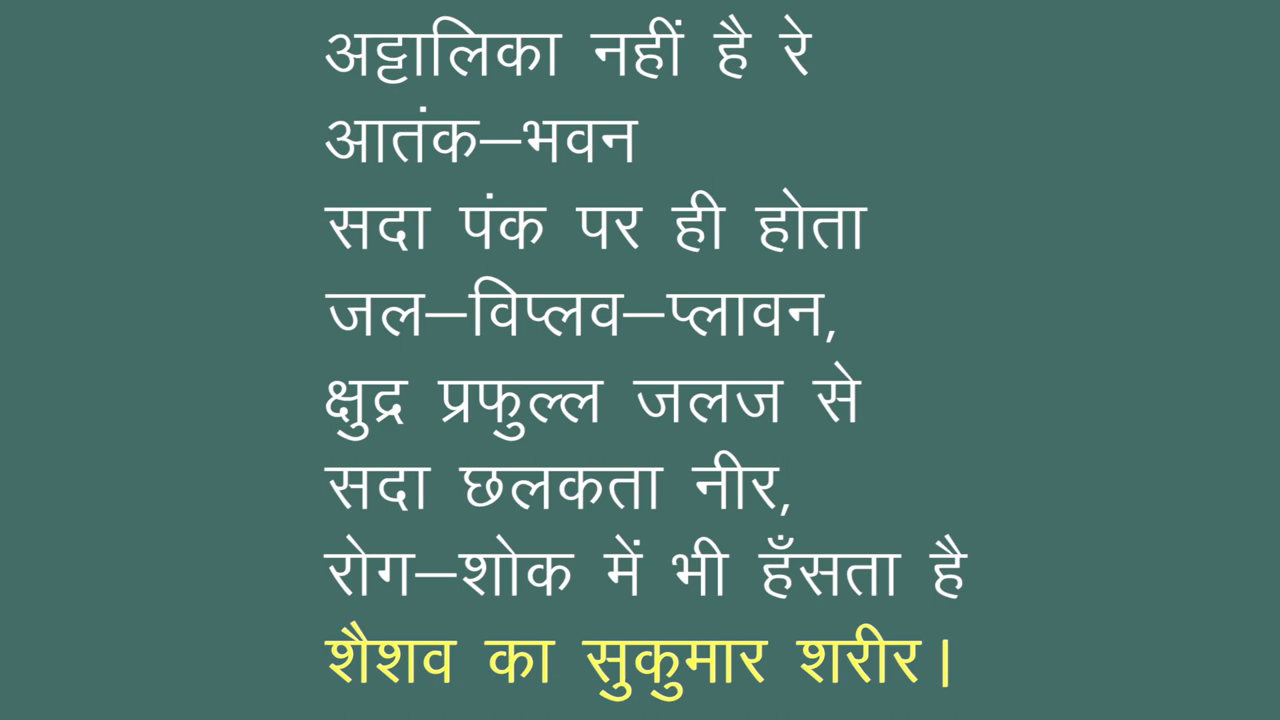 अट्टालिका नहीं है रे
आतंक–भवन
सदा पंक पर ही होता
जल–विप्लव–प्लावन,
क्षुद्र प्रफुल्ल जलज से
सदा छलकता नीर,
रोग–शोक में भी हँसता है
शैशव का सुकुमार शरीर।